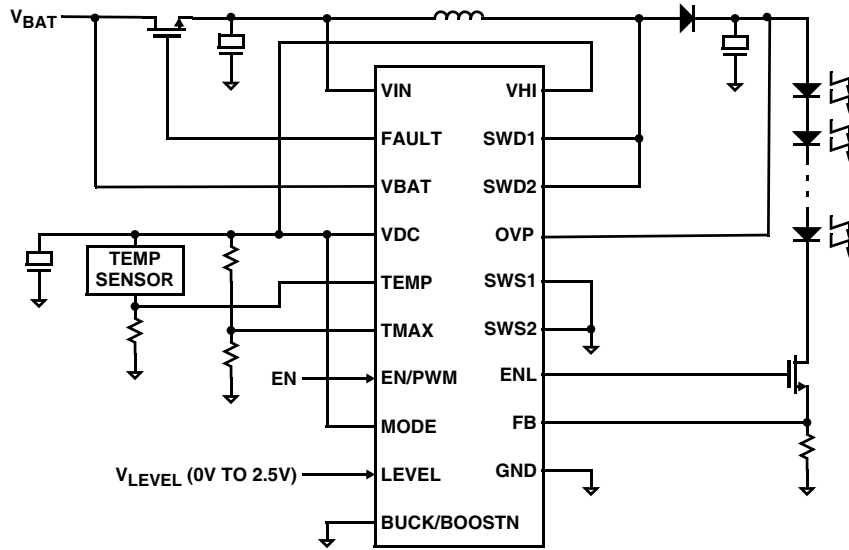 VBAT
VIN
VHI
FAULT
SWD1
VBAT
SWD2
VDC
OVP
TEMP
SENSOR
TEMP
SWS1
TMAX
SWS2
EN
EN/PWM
ENL
MODE
FB
VLEVEL (0V TO 2.5V)
LEVEL
GND
BUCK/BOOSTN